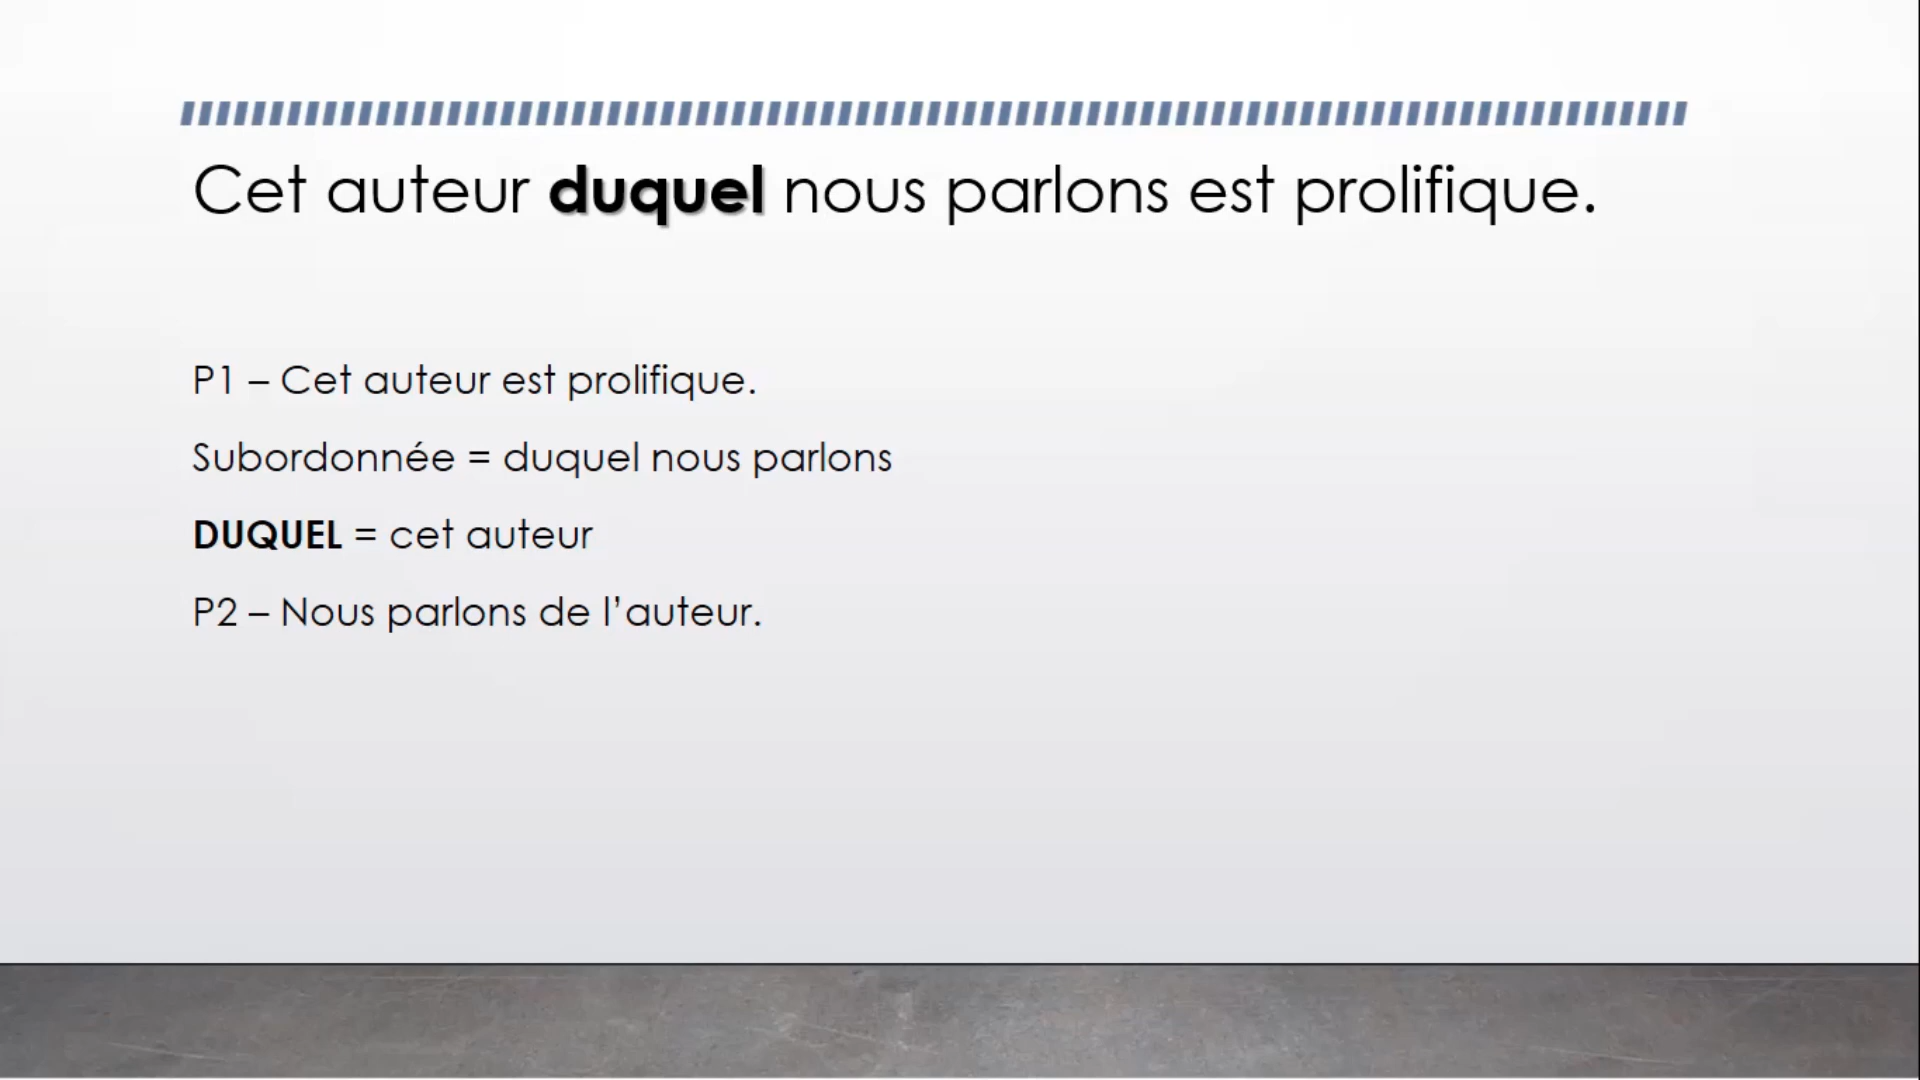 Cet auteur duquel nous parlons est prolifique.
P1 – Cet auteur est prolifique.
Subordonnée = duquel nous parlons
DUQUEL = cet auteur
P2 – Nous parlons de l’auteur.